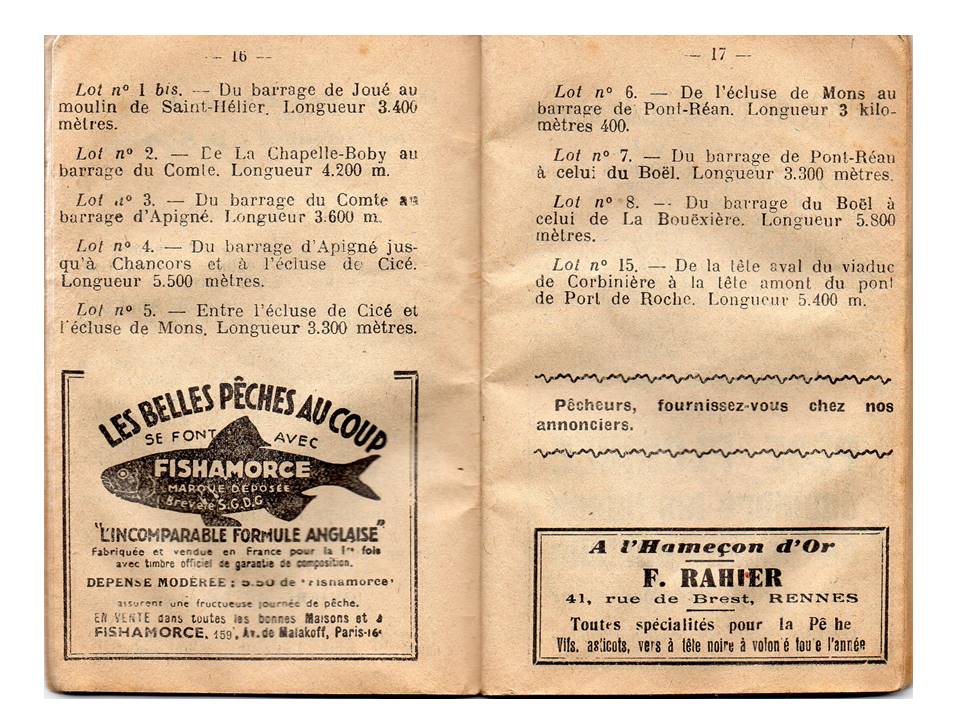 — 16 —
Lot nº 1 bis. — Du barrage de Joué au
moulin de Saint-Hélier. Longueur 3.400
mètres.
Lot nº 2. — De La Chapelle-Boby au
barrage du Comte. Longueur 4.200 m.
Lot nº 3. — Du barrage du Comte au
barrage d'Apigné. Longueur 3.600 m.
Lot nº 4. — Du barrage d'Apigné jus-
qu'à Chancors et à l'écluse de Cicé.
Longueur 5.500 mètres.
Lot nº 5. — Entre l'écluse de Cicé et
l'écluse de Mons. Longueur 3.300 mètres.
LES BELLES PÊCHES AU COUP
SE FONT AVEC
FISHAMORCE
MARQUE DÉPOSÉE
Breveté S.G.D.G
"L'INCOMPARABLE FORMULE ANGLAISE"
Fabriquée et vendue en France pour la 1re fois
avec timbre officiel de garantie de composition.
DEPENSE MODÉRÉE : 5.50 de 'Fishamorce'
assurent une fructueuse journée de pêche.
EN VENTE dans toutes les bonnes Maisons et à
FISHAMORCE, 159, Av. de Malakoff, Paris-16e
— 17 —
Lot nº 6. — De l'écluse de Mons au
barrage de Pont-Réan. Longueur 3 kilo-
mètres 400.
Lot nº 7. — Du barrage de Pont-Réan
à celui du Boël. Longueur 3.300 mètres.
Lot nº 8. — Du barrage du Boël à
celui de La Bouëxière. Longueur 5.800
mètres.
Lot nº 15. — De la tête aval du viaduc
de Corbinière à la tête amont du pont
de Port de Roche. Longueur 5.400 m.
Pêcheurs, fournissez-vous chez nos
annonciers.
A l'Hameçon d'Or
F. RAHIER
41, rue de Brest, RENNES
Toutes spécialités pour la Pê he
Vifs, asticots, vers à tête noire à volon é tou e l'année